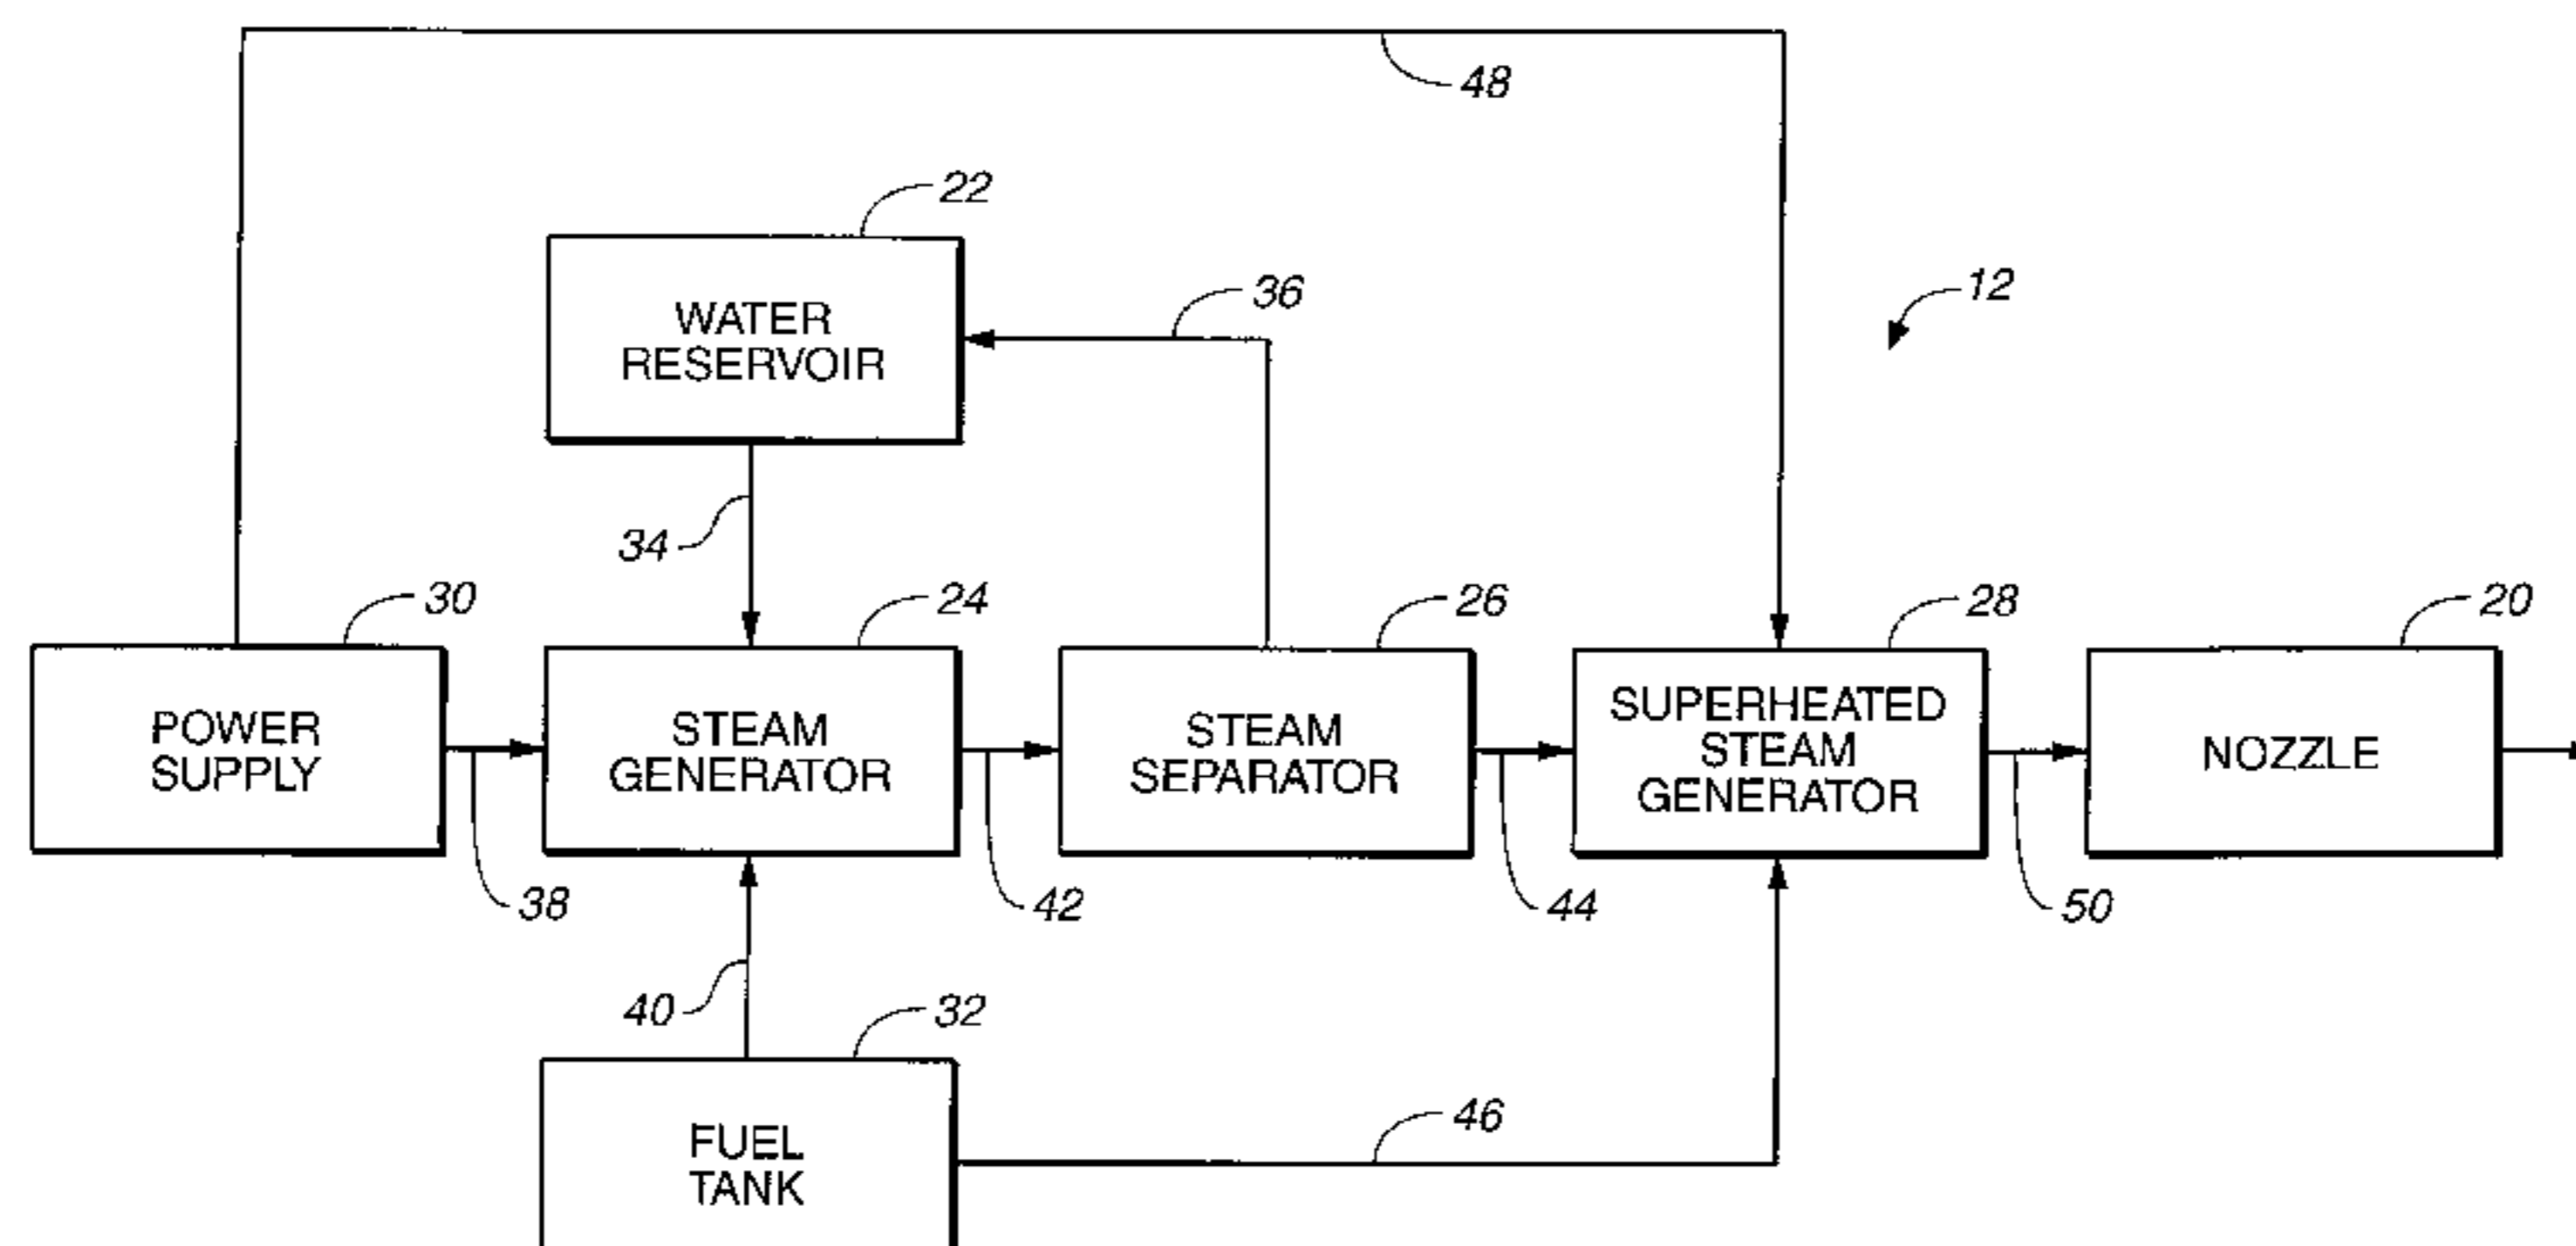 48
22
WATER
RESERVOIR
36
12
34
30
24
26
28
20
POWER
SUPPLY
STEAM
GENERATOR
STEAM
SEPARATOR
SUPERHEATED
STEAM
GENERATOR
NOZZLE
38
42
44
50
40
32
FUEL
TANK
46